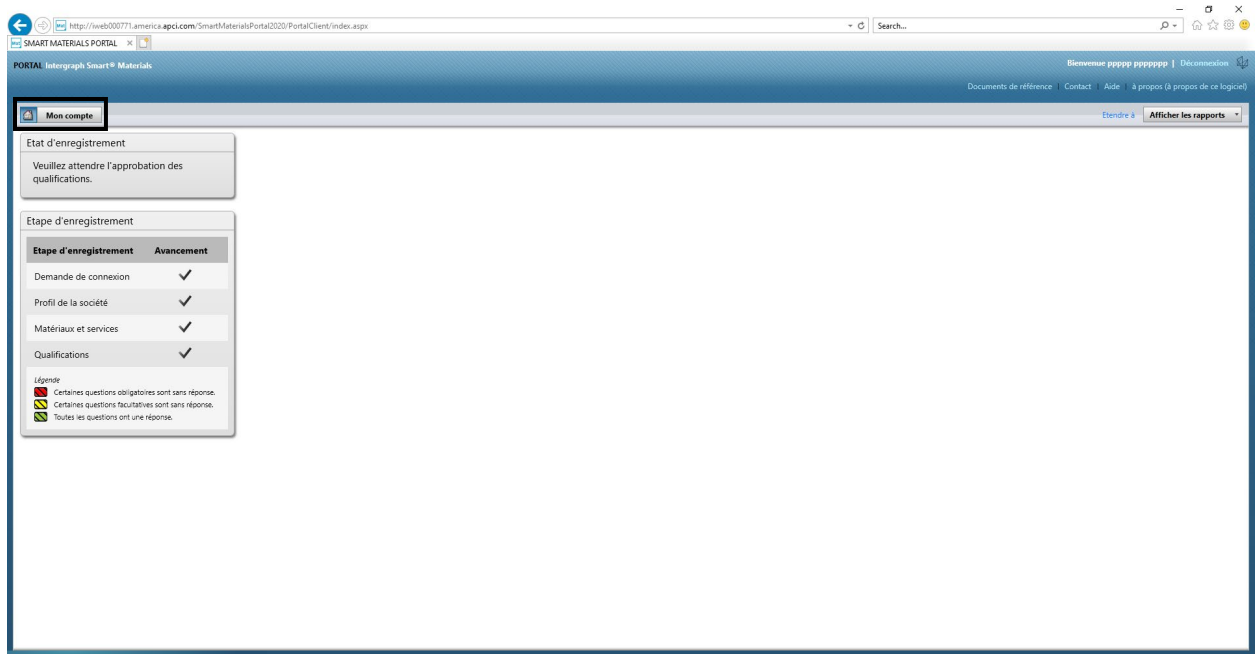 http://iweb000771.america.apci.com/SmartMaterialsPortal2020/PortalClient/index.aspx
Search...
SMART MATERIALS PORTAL
PORTAL Intergraph Smart® Materials
Bienvenue ppppp ppppppp | Déconnexion
Documents de référence | Contact | Aide | à propos (à propos de ce logiciel)
Mon compte
Etendre à
Afficher les rapports
Etat d'enregistrement
Veuillez attendre l'approbation des
qualifications.
Etape d'enregistrement
Etape d'enregistrement Avancement
Demande de connexion
Profil de la société
Matériaux et services
Qualifications
Légende
Certaines questions obligatoires sont sans réponse.
Certaines questions facultatives sont sans réponse.
Toutes les questions ont une réponse.